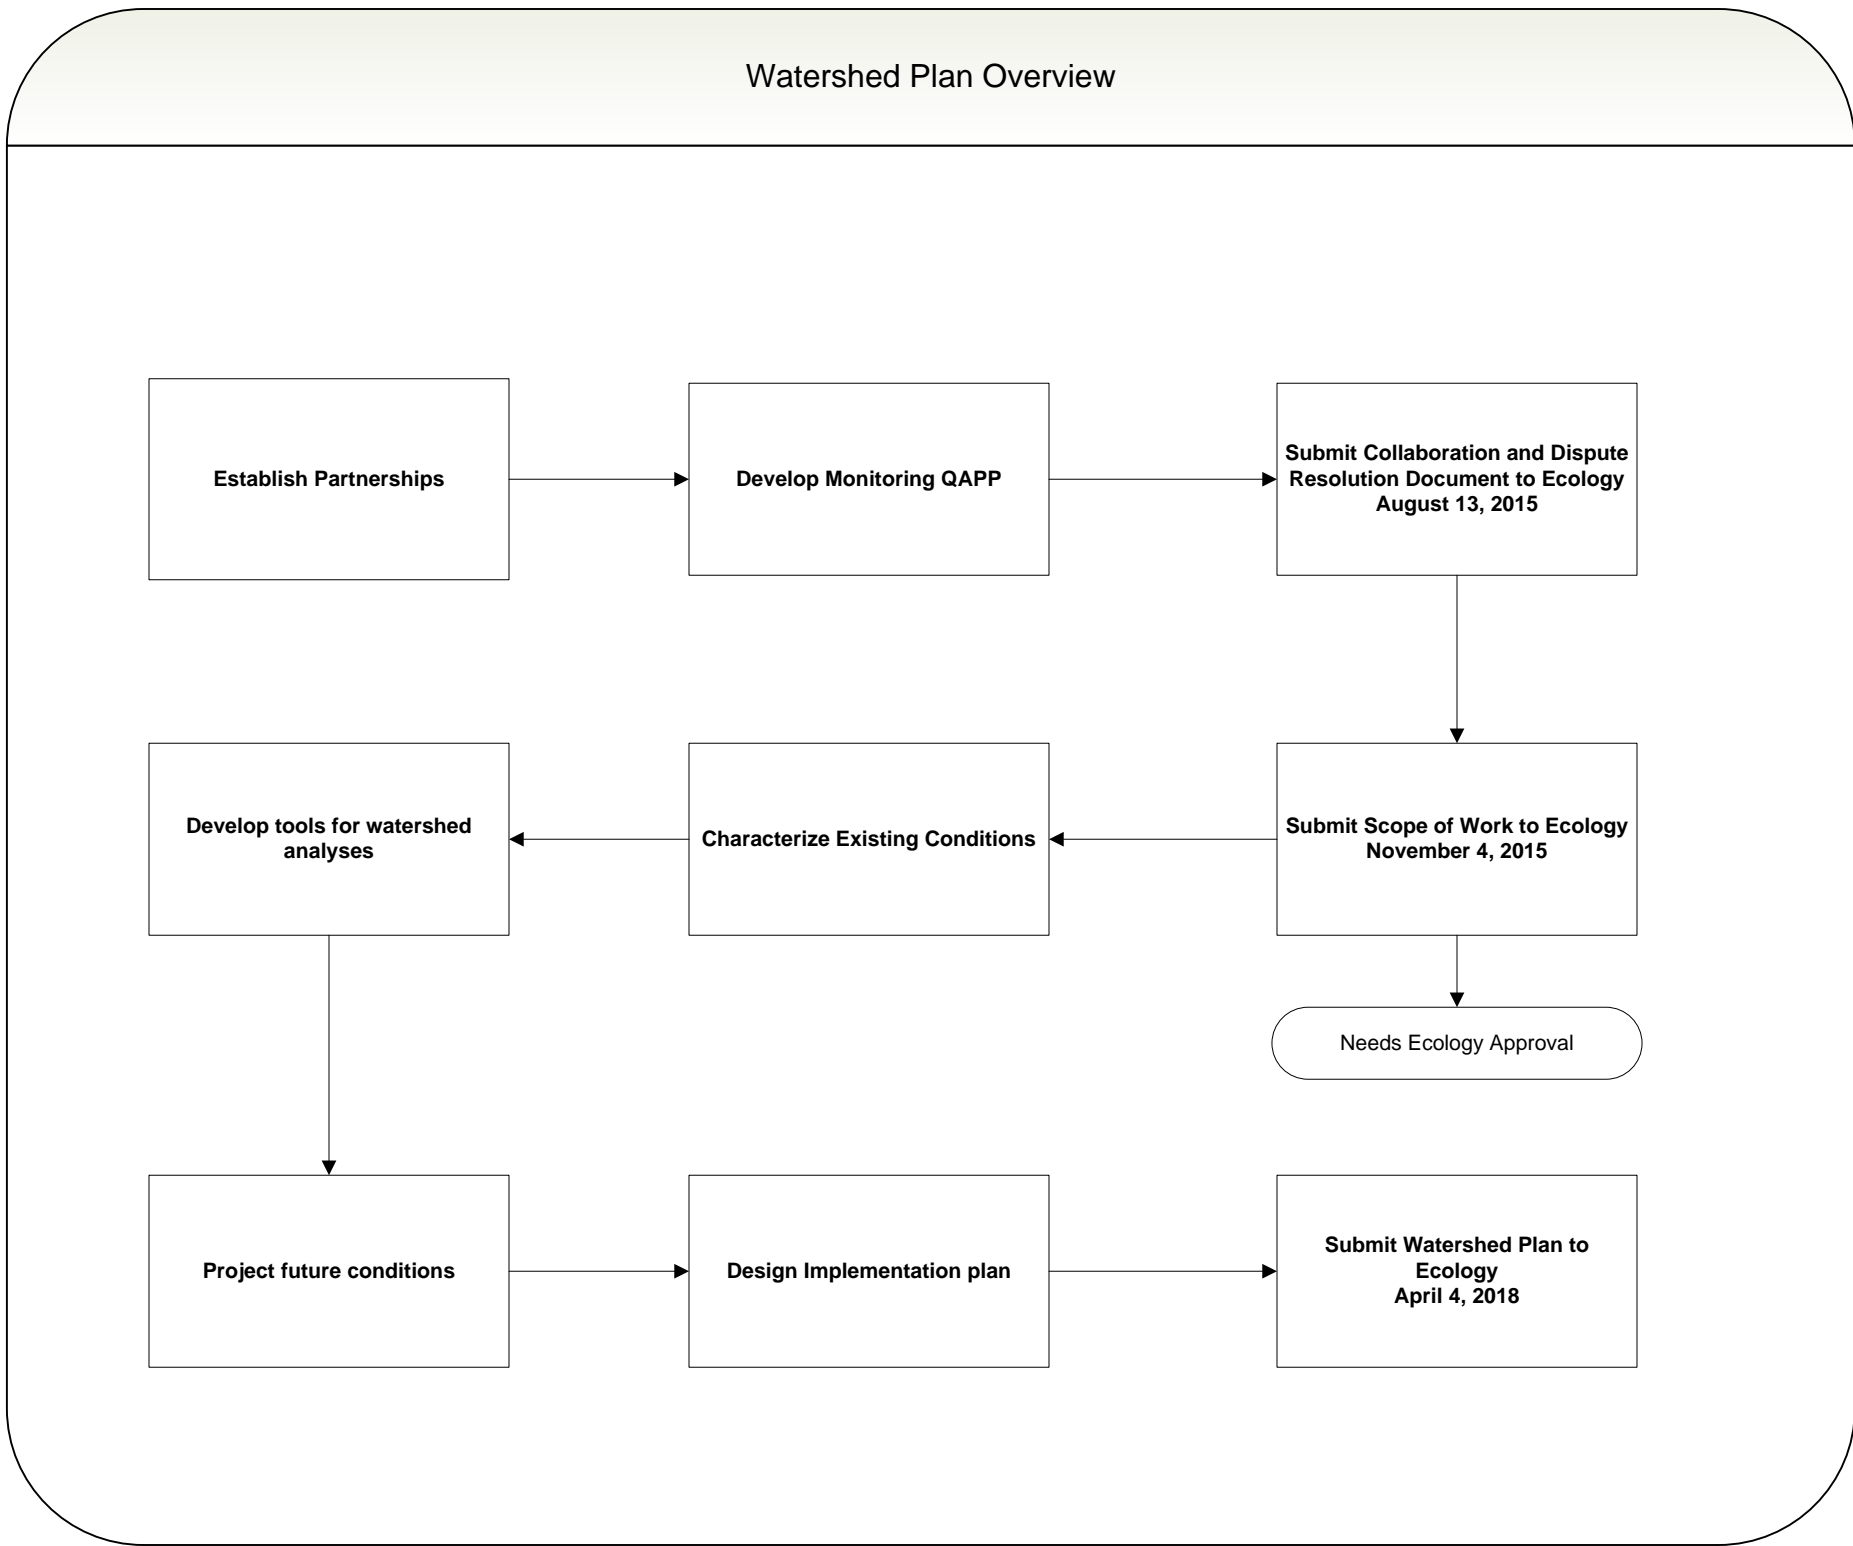 Watershed Plan Overview
Establish Partnerships
Develop Monitoring QAPP
Submit Collaboration and Dispute
Resolution Document to Ecology
August 13, 2015
Develop tools for watershed
analyses
Characterize Existing Conditions
Submit Scope of Work to Ecology
November 4, 2015
Needs Ecology Approval
Project future conditions
Design Implementation plan
Submit Watershed Plan to
Ecology
April 4, 2018